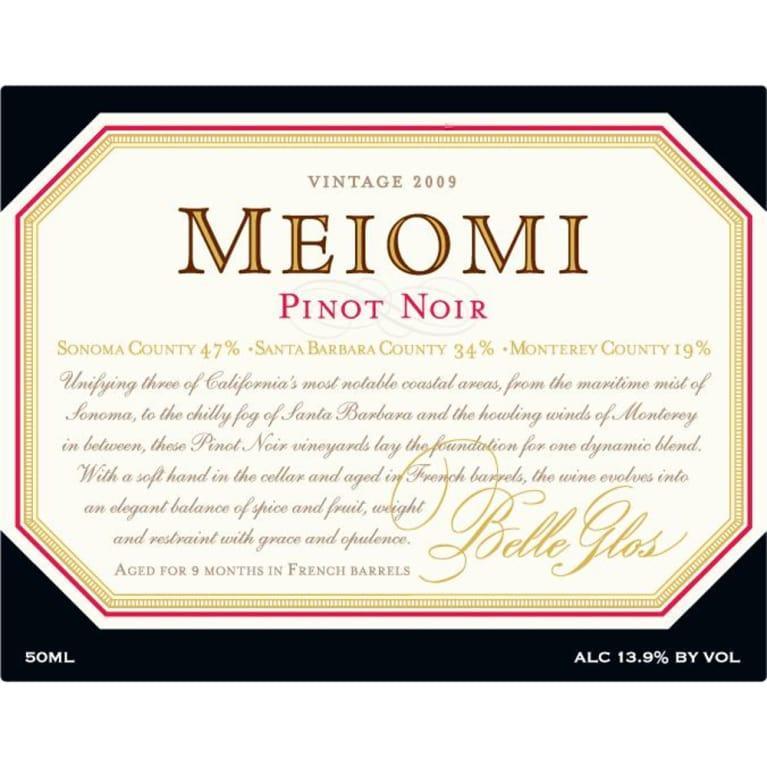 VINTAGE 2009
MEIOMI
PINOT NOIR
SONOMA COUNTY 47% • SANTA BARBARA COUNTY 34% • MONTEREY COUNTY 19%
Unifying three of California's most notable coastal areas, from the maritime mist of
Sonoma, to the chilly fog of Santa Barbara and the howling winds of Monterey
in between, these Pinot Noir vineyards lay the foundation for one dynamic blend.
With a soft hand in the cellar and aged in French barrels, the wine evolves into
an elegant balance of spice and fruit, weight
and restraint with grace and opulence.
Belle Glos
AGED FOR 9 MONTHS IN FRENCH BARRELS
50ML
ALC 13.9% BY VOL